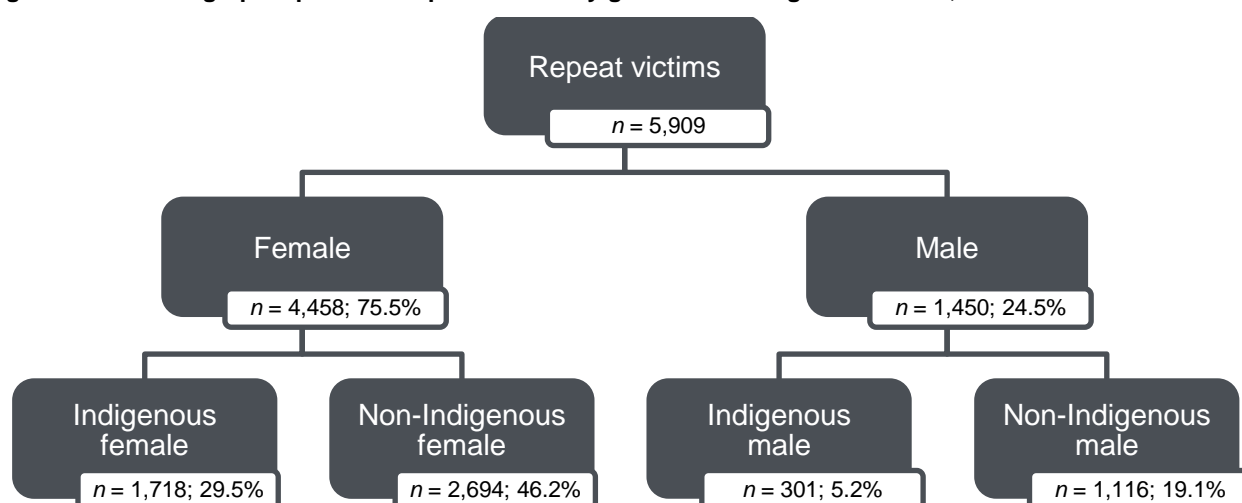 Repeat victims
n = 5,909
Female
n = 4,458; 75.5%
Male
n = 1,450; 24.5%
Indigenous
female
n = 1,718; 29.5%
Non-Indigenous
female
n = 2,694; 46.2%
Indigenous
male
n = 301; 5.2%
Non-Indigenous
male
n = 1,116; 19.1%